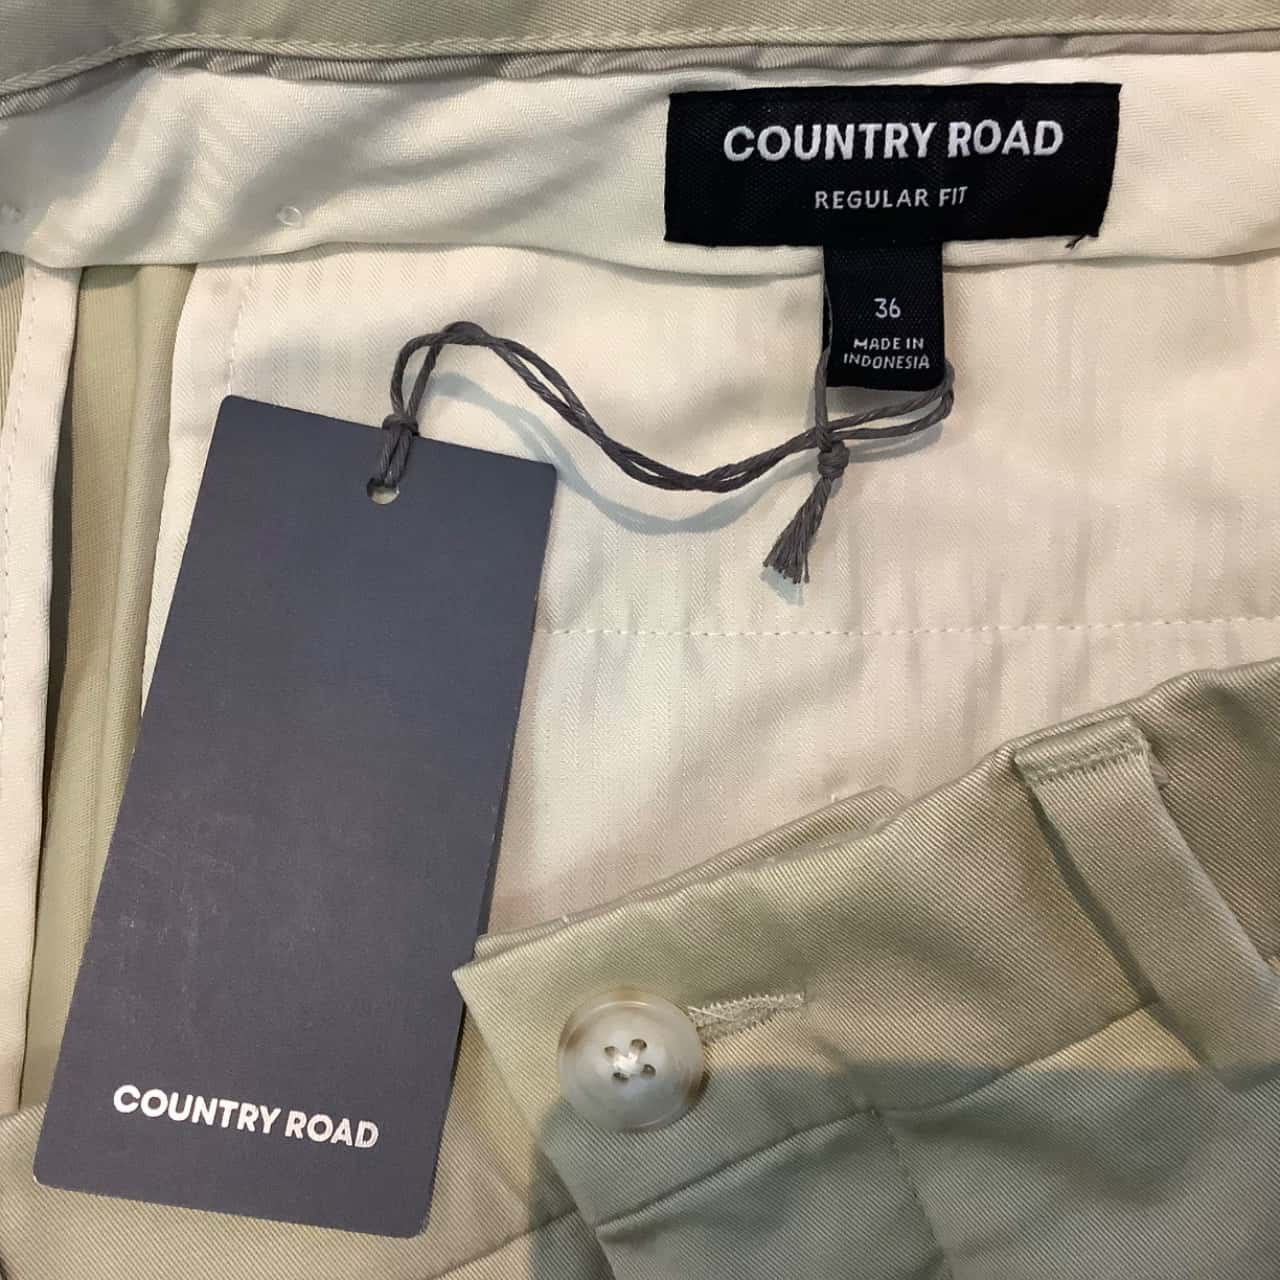 COUNTRY ROAD
REGULAR FIT
36
MADE IN
INDONESIA
COUNTRY ROAD